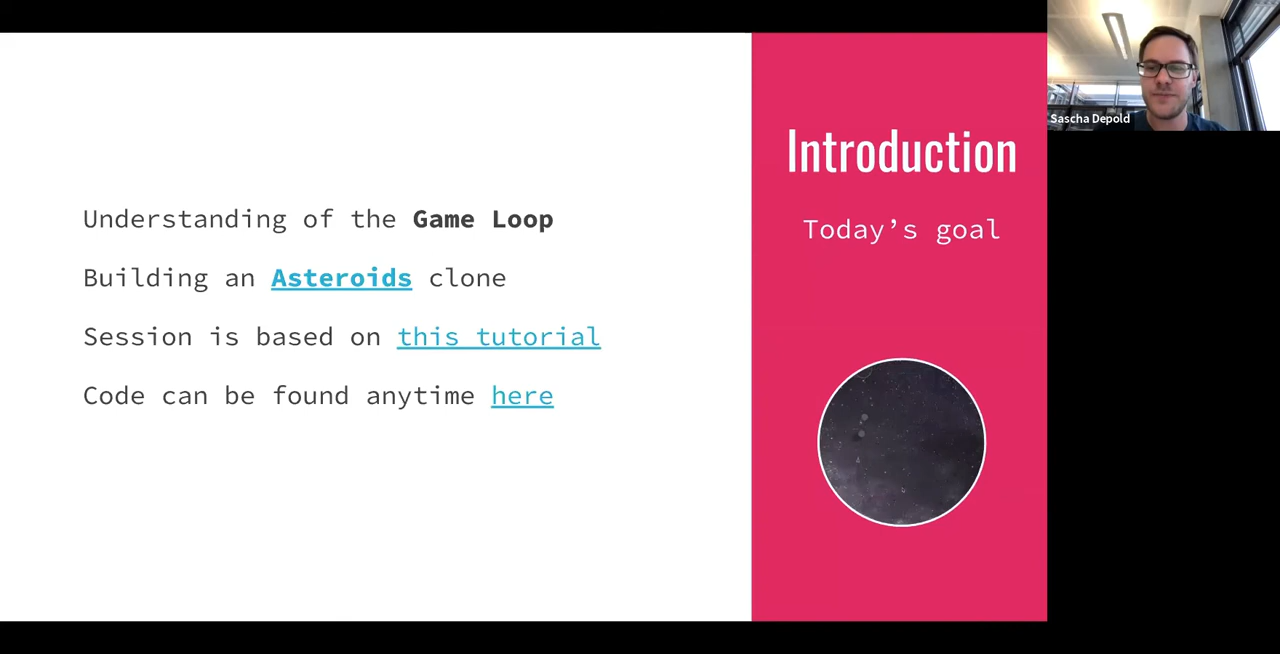 Understanding of the Game Loop
Building an Asteroids clone
Session is based on this tutorial
Code can be found anytime here
Introduction
Today’s goal
Sascha Depold